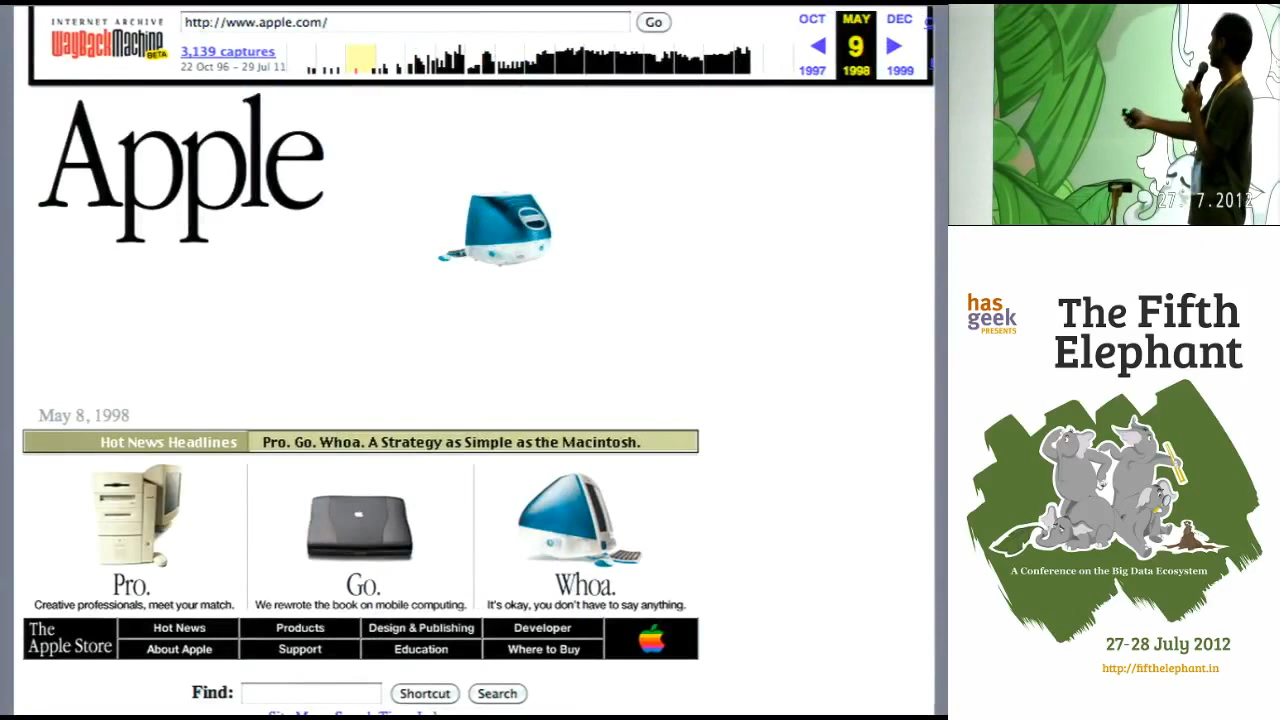 INTERNET ARCHIVE
WayBackMachine
BETA
http://www.apple.com/
Go
3,139 captures
22 Oct 96 – 29 Jul 11
OCT
MAY
DEC
9
1997
1998
1999
Apple
May 8, 1998
Hot News Headlines
Pro. Go. Whoa. A Strategy as Simple as the Macintosh.
Pro.
Go.
Whoa.
Creative professionals, meet your match.
We rewrote the book on mobile computing.
It's okay, you don't have to say anything.
The
Apple Store
Hot News
Products
Design & Publishing
Developer
About Apple
Support
Education
Where to Buy
Find:
Shortcut
Search
27. 7.2012
has
geek
PRESENTS
The Fifth
Elephant
A Conference on the Big Data Ecosystem
27-28 July 2012
http://fifthelephant.in